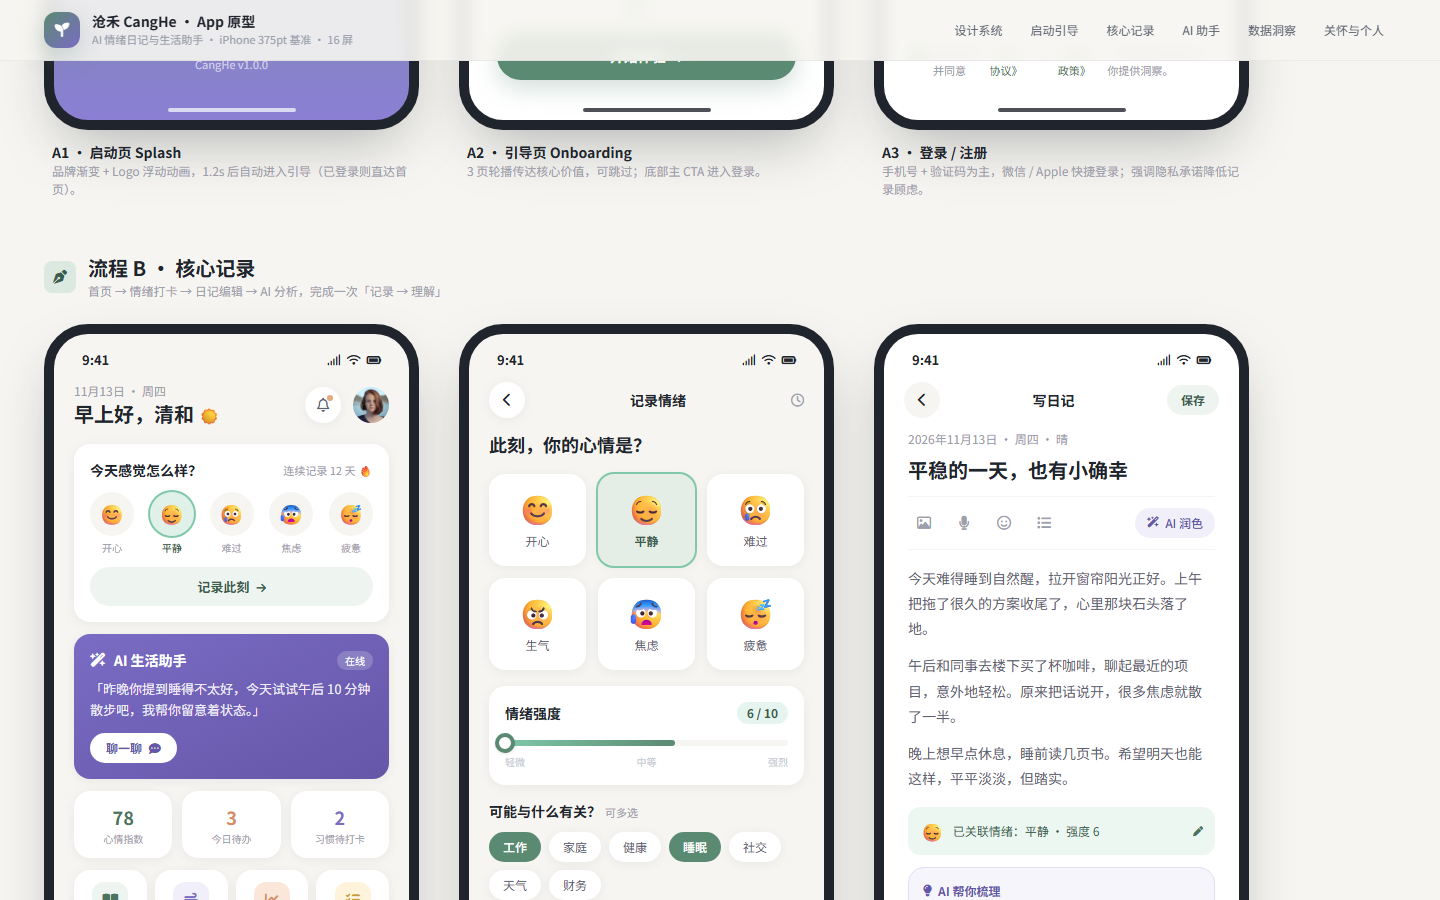 沧禾 CangHe · App 原型
AI 情绪日记与生活助手 · iPhone 375pt 基准 · 16 屏
设计系统
启动引导
核心记录
AI 助手
数据洞察
关怀与个人
CangHe v1.0.0
并同意 协议》 政策》 你提供洞察。
A1 · 启动页 Splash
品牌渐变 + Logo 浮动动画，1.2s 后自动进入引导（已登录则直达首
页）。
A2 · 引导页 Onboarding
3 页轮播传达核心价值，可跳过；底部主 CTA 进入登录。
A3 · 登录 / 注册
手机号 + 验证码为主，微信 / Apple 快捷登录；强调隐私承诺降低记
录顾虑。
流程 B · 核心记录
首页 → 情绪打卡 → 日记编辑 → AI 分析，完成一次「记录 → 理解」
9:41
11月13日 · 周四
早上好，清和
今天感觉怎么样？
连续记录 12 天
开心
平静
难过
焦虑
疲惫
记录此刻 →
AI 生活助手
在线
「昨晚你提到睡得不太好，今天试试午后 10 分钟
散步吧，我帮你留意着状态。」
聊一聊
78
心情指数
3
今日待办
2
习惯待打卡
9:41
记录情绪
此刻，你的心情是？
开心
平静
难过
生气
焦虑
疲惫
情绪强度
6 / 10
轻微
中等
强烈
可能与什么有关？ 可多选
工作
家庭
健康
睡眠
社交
天气
财务
9:41
写日记
保存
2026年11月13日 · 周四 · 晴
平稳的一天，也有小确幸
AI 润色
今天难得睡到自然醒，拉开窗帘阳光正好。上午
把拖了很久的方案收尾了，心里那块石头落了
地。
午后和同事去楼下买了杯咖啡，聊起最近的项
目，意外地轻松。原来把话说开，很多焦虑就散
了一半。
晚上想早点休息，睡前读几页书。希望明天也能
这样，平平淡淡，但踏实。
已关联情绪：平静 · 强度 6
AI 帮你梳理